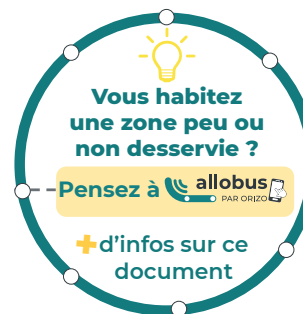 Vous habitez
une zone peu ou
non desservie ?
Pensez à allobus
PAR ORIZO
+ d'infos sur ce
document